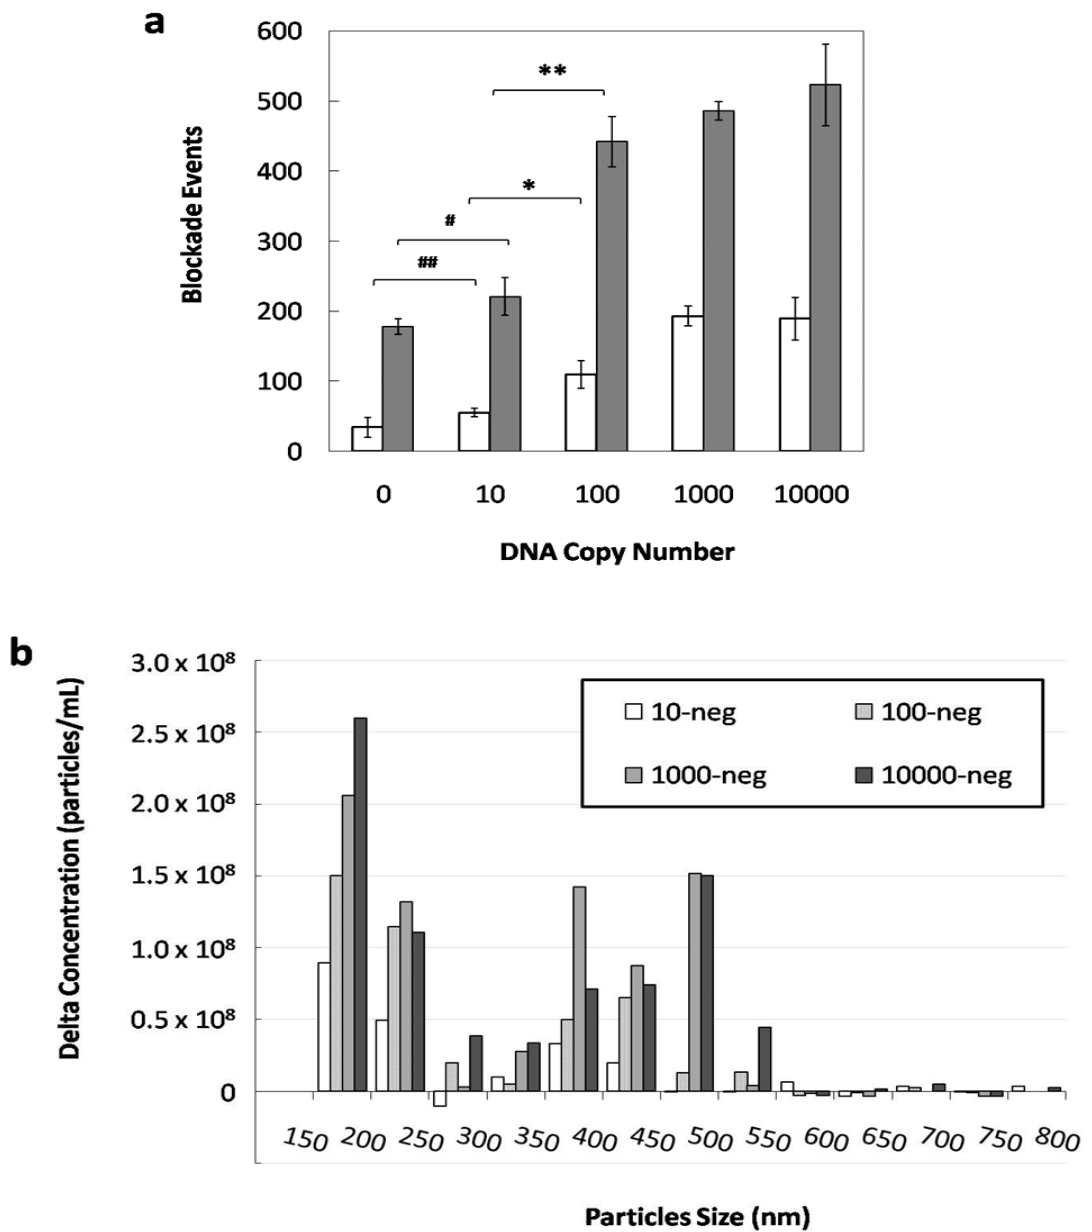 a
600
500
400
300
200
100
0
Blockade Events
**
*
#
##
0 10 100 1000 10000
DNA Copy Number
b
3.0 x 10⁸
2.5 x 10⁸
2.0 x 10⁸
1.5 x 10⁸
1.0 x 10⁸
0.5 x 10⁸
0
Delta Concentration (particles/mL)
10-neg 100-neg
1000-neg 10000-neg
150 200 250 300 350 400 450 500 550 600 650 700 750 800
Particles Size (nm)